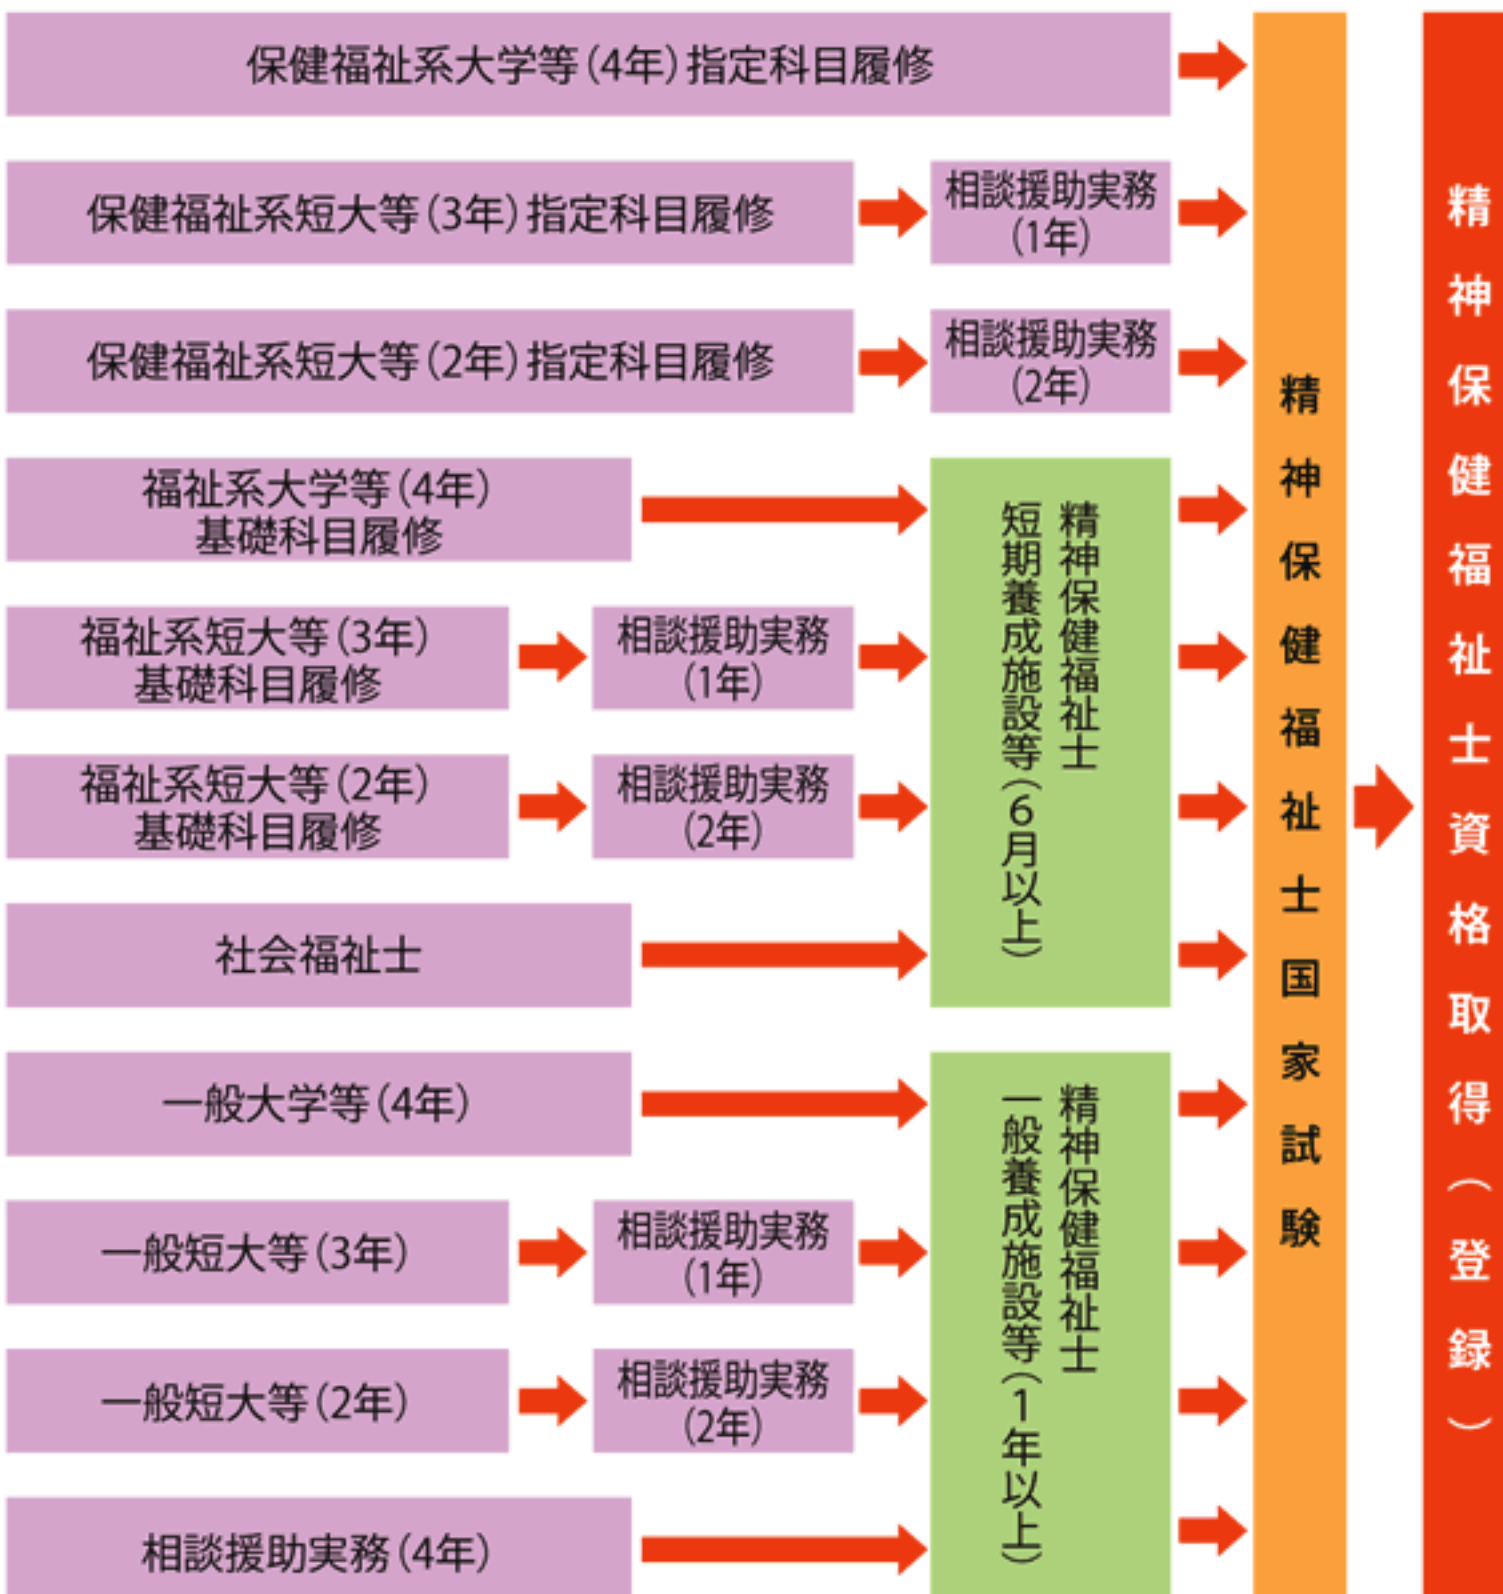 保健福祉系大学等(4年)指定科目履修
保健福祉系短大等(3年)指定科目履修
相談援助実務
(1年)
保健福祉系短大等(2年)指定科目履修
相談援助実務
(2年)
福祉系大学等(4年)
基礎科目履修
福祉系短大等(3年)
基礎科目履修
相談援助実務
(1年)
福祉系短大等(2年)
基礎科目履修
相談援助実務
(2年)
社会福祉士
精神保健福祉士
短期養成施設等(6月以上)
一般大学等(4年)
一般短大等(3年)
相談援助実務
(1年)
一般短大等(2年)
相談援助実務
(2年)
相談援助実務(4年)
精神保健福祉士
一般養成施設等(1年以上)
精神保健福祉士国家試験
精神保健福祉士資格取得(登録)